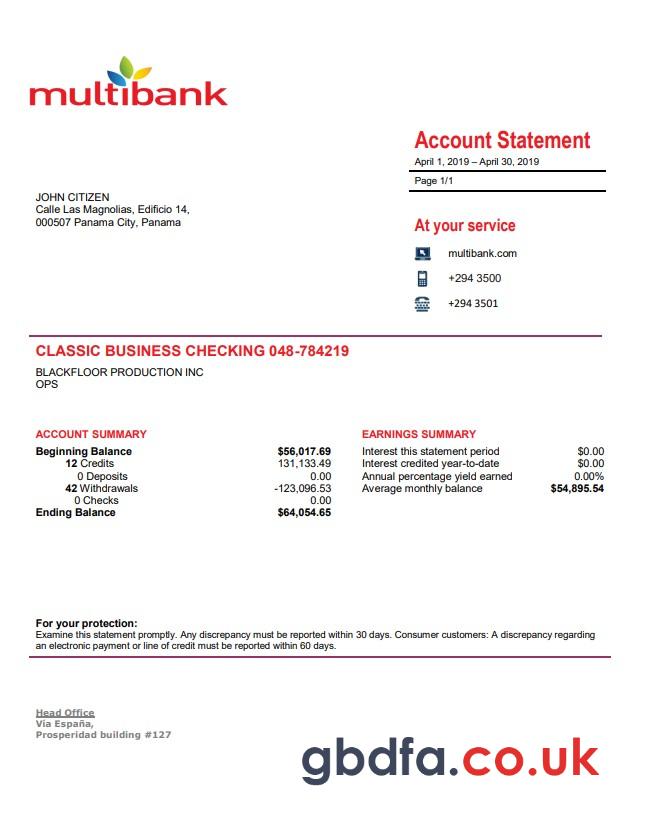 multibank
Account Statement
April 1, 2019 – April 30, 2019
Page 1/1
JOHN CITIZEN
Calle Las Magnolias, Edificio 14,
000507 Panama City, Panama
At your service
multibank.com
+294 3500
+294 3501
CLASSIC BUSINESS CHECKING 048-784219
BLACKFLOOR PRODUCTION INC
OPS
ACCOUNT SUMMARY
Beginning Balance $56,017.69
12 Credits 131,133.49
0 Deposits 0.00
42 Withdrawals -123,096.53
0 Checks 0.00
Ending Balance $64,054.65
EARNINGS SUMMARY
Interest this statement period $0.00
Interest credited year-to-date $0.00
Annual percentage yield earned 0.00%
Average monthly balance $54,895.54
For your protection:
Examine this statement promptly. Any discrepancy must be reported within 30 days. Consumer customers: A discrepancy regarding
an electronic payment or line of credit must be reported within 60 days.
Head Office
Via España,
Prosperidad building #127
gbdfa.co.uk